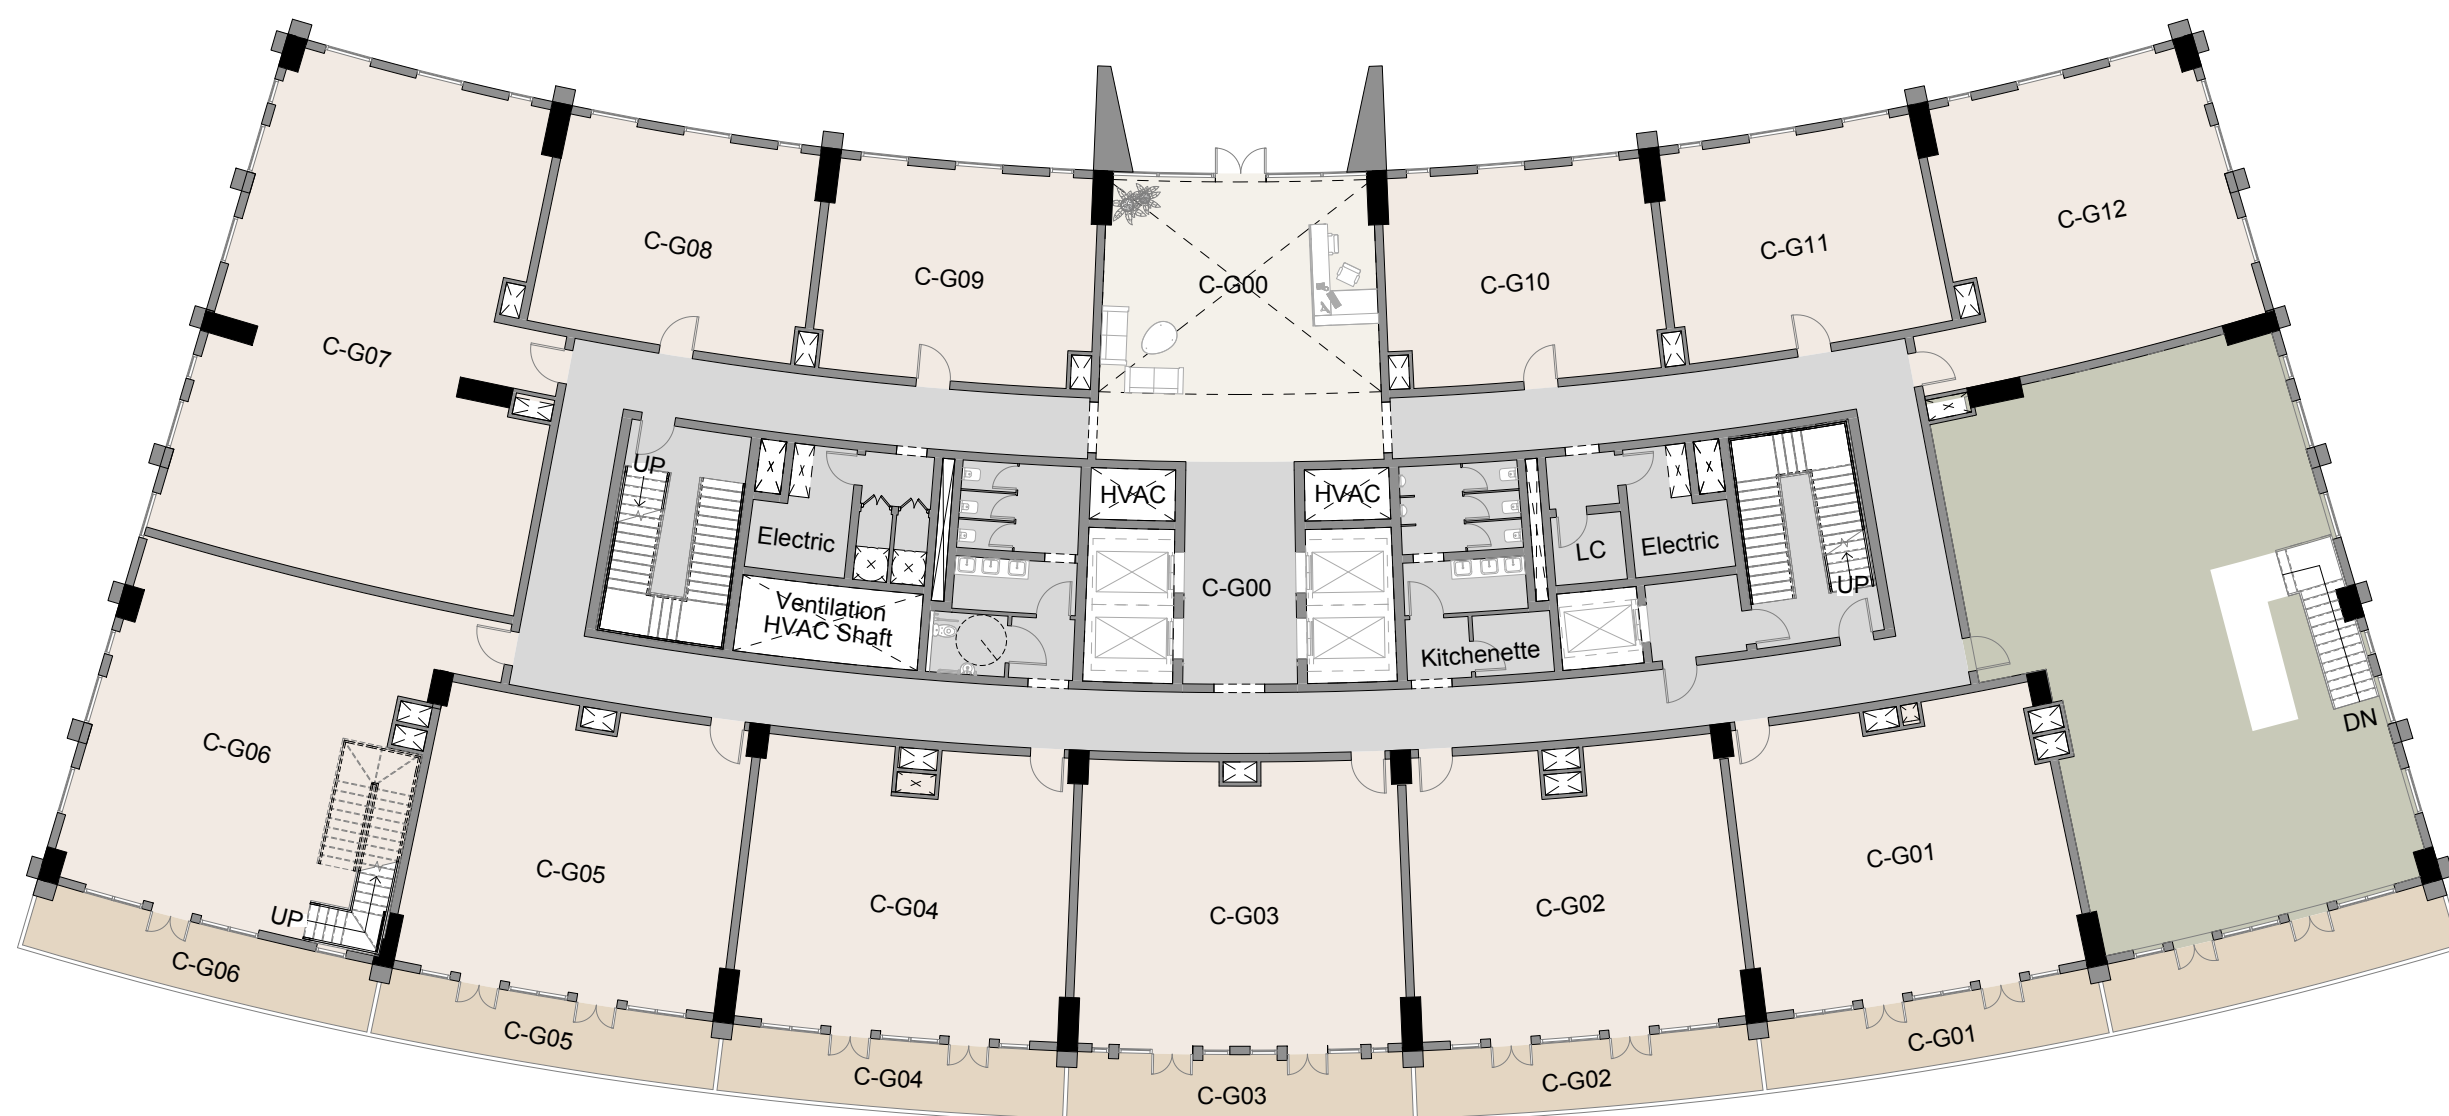 C-G12
C-G08
C-G11
C-G09
C-G00
C-G10
C-G07
UP
HVAC
HVAC
Electric
LC
Electric
C-G00
UP
Ventilation
HVAC Shaft
Kitchenette
DN
C-G06
C-G01
C-G05
C-G04
C-G03
C-G02
UP
C-G06
C-G05
C-G01
C-G04
C-G02
C-G03